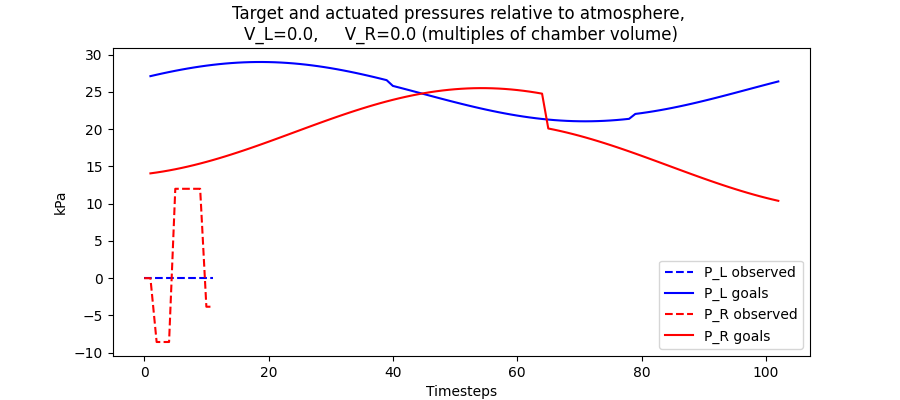 Target and actuated pressures relative to atmosphere,
V_L=0.0, V_R=0.0 (multiples of chamber volume)
30
25
20
15
10
5
0
−5
−10
kPa
P_L observed
P_L goals
P_R observed
P_R goals
0 20 40 60 80 100
Timesteps